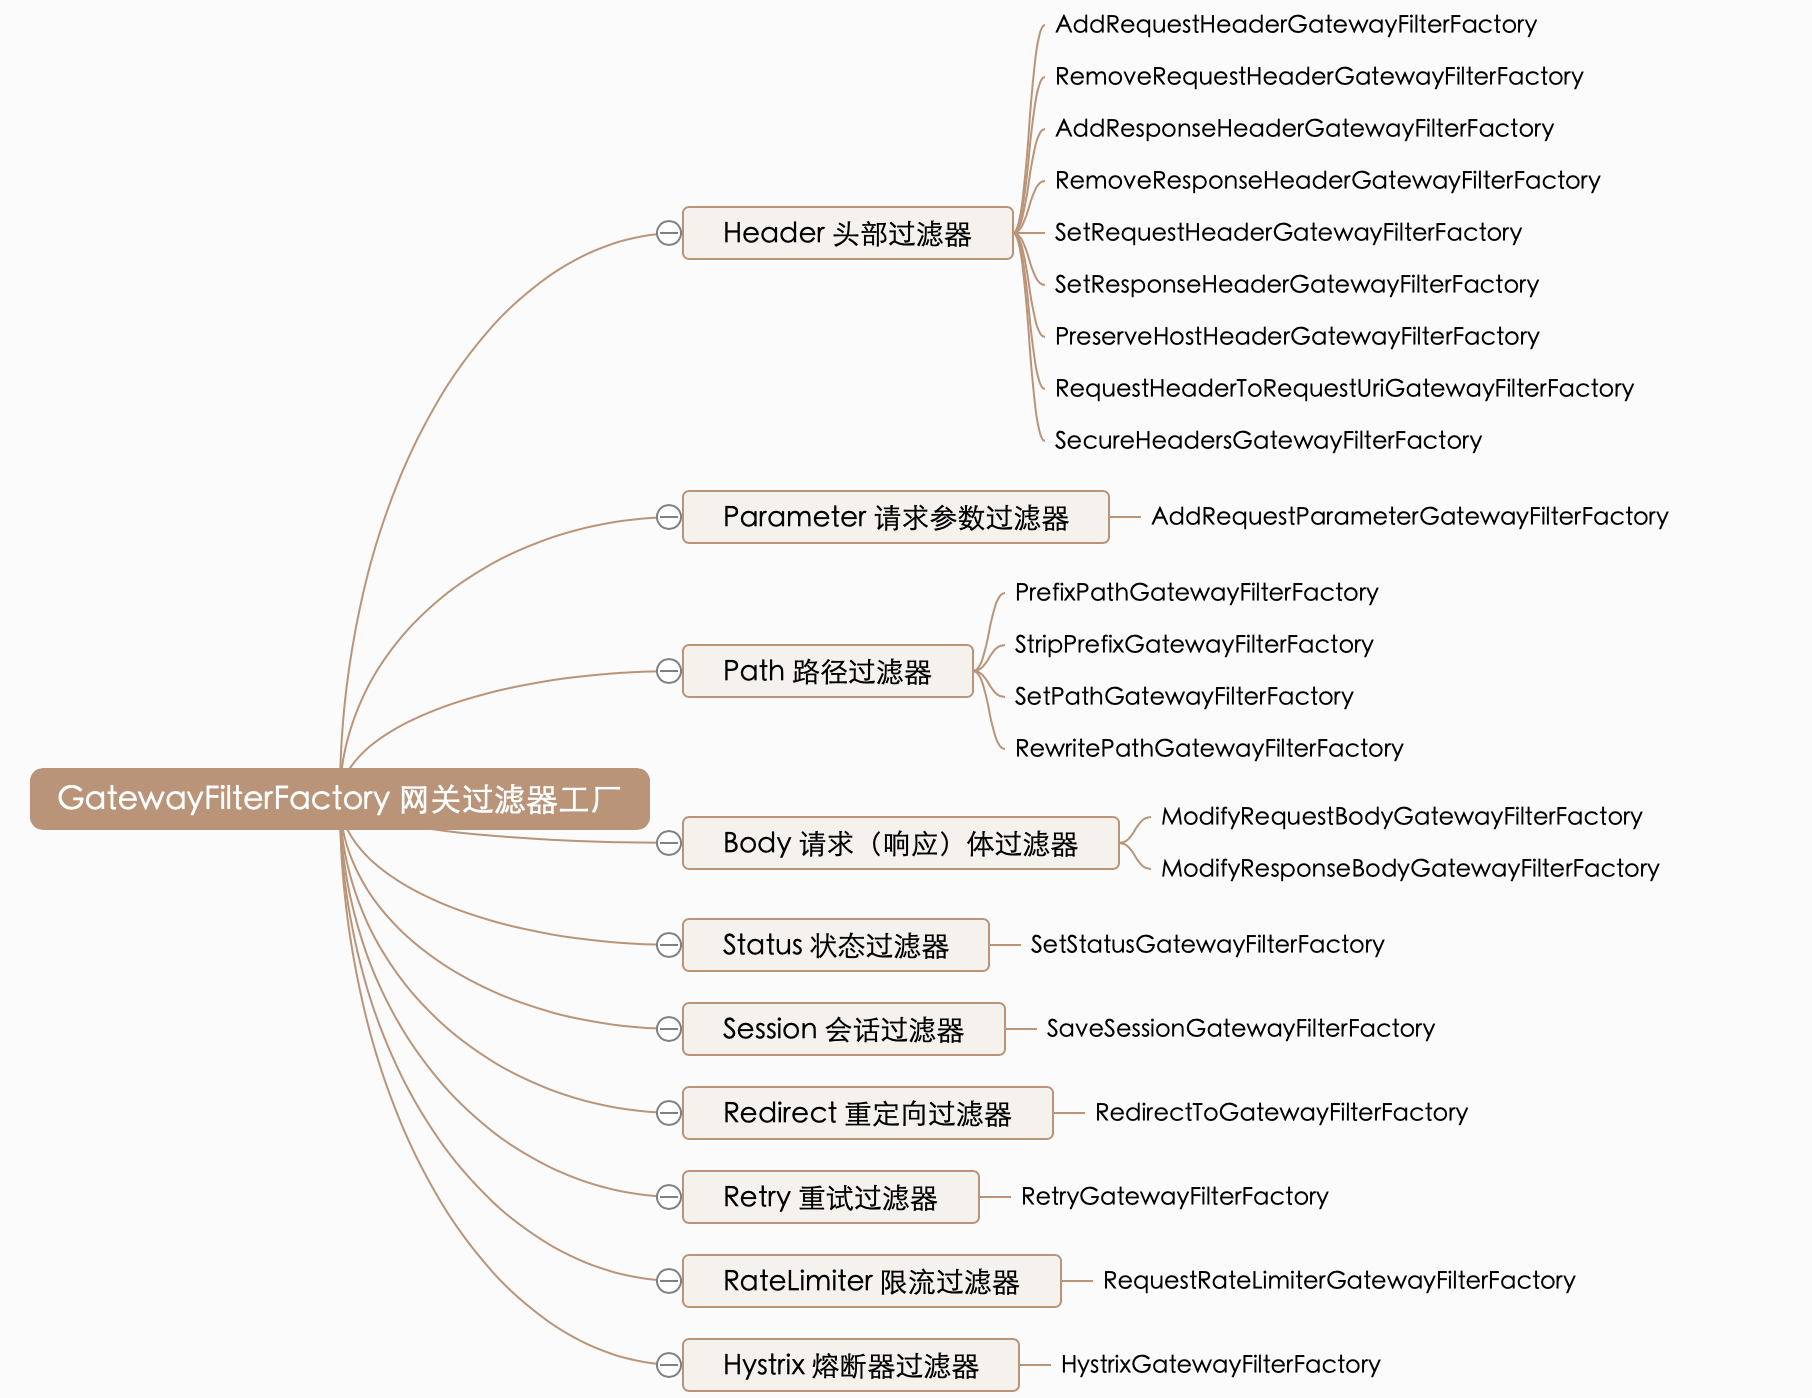 GatewayFilterFactory 网关过滤器工厂
Header 头部过滤器
AddRequestHeaderGatewayFilterFactory
RemoveRequestHeaderGatewayFilterFactory
AddResponseHeaderGatewayFilterFactory
RemoveResponseHeaderGatewayFilterFactory
SetRequestHeaderGatewayFilterFactory
SetResponseHeaderGatewayFilterFactory
PreserveHostHeaderGatewayFilterFactory
RequestHeaderToRequestUriGatewayFilterFactory
SecureHeadersGatewayFilterFactory
Parameter 请求参数过滤器
AddRequestParameterGatewayFilterFactory
Path 路径过滤器
PrefixPathGatewayFilterFactory
StripPrefixGatewayFilterFactory
SetPathGatewayFilterFactory
RewritePathGatewayFilterFactory
Body 请求（响应）体过滤器
ModifyRequestBodyGatewayFilterFactory
ModifyResponseBodyGatewayFilterFactory
Status 状态过滤器
SetStatusGatewayFilterFactory
Session 会话过滤器
SaveSessionGatewayFilterFactory
Redirect 重定向过滤器
RedirectToGatewayFilterFactory
Retry 重试过滤器
RetryGatewayFilterFactory
RateLimiter 限流过滤器
RequestRateLimiterGatewayFilterFactory
Hystrix 熔断器过滤器
HystrixGatewayFilterFactory